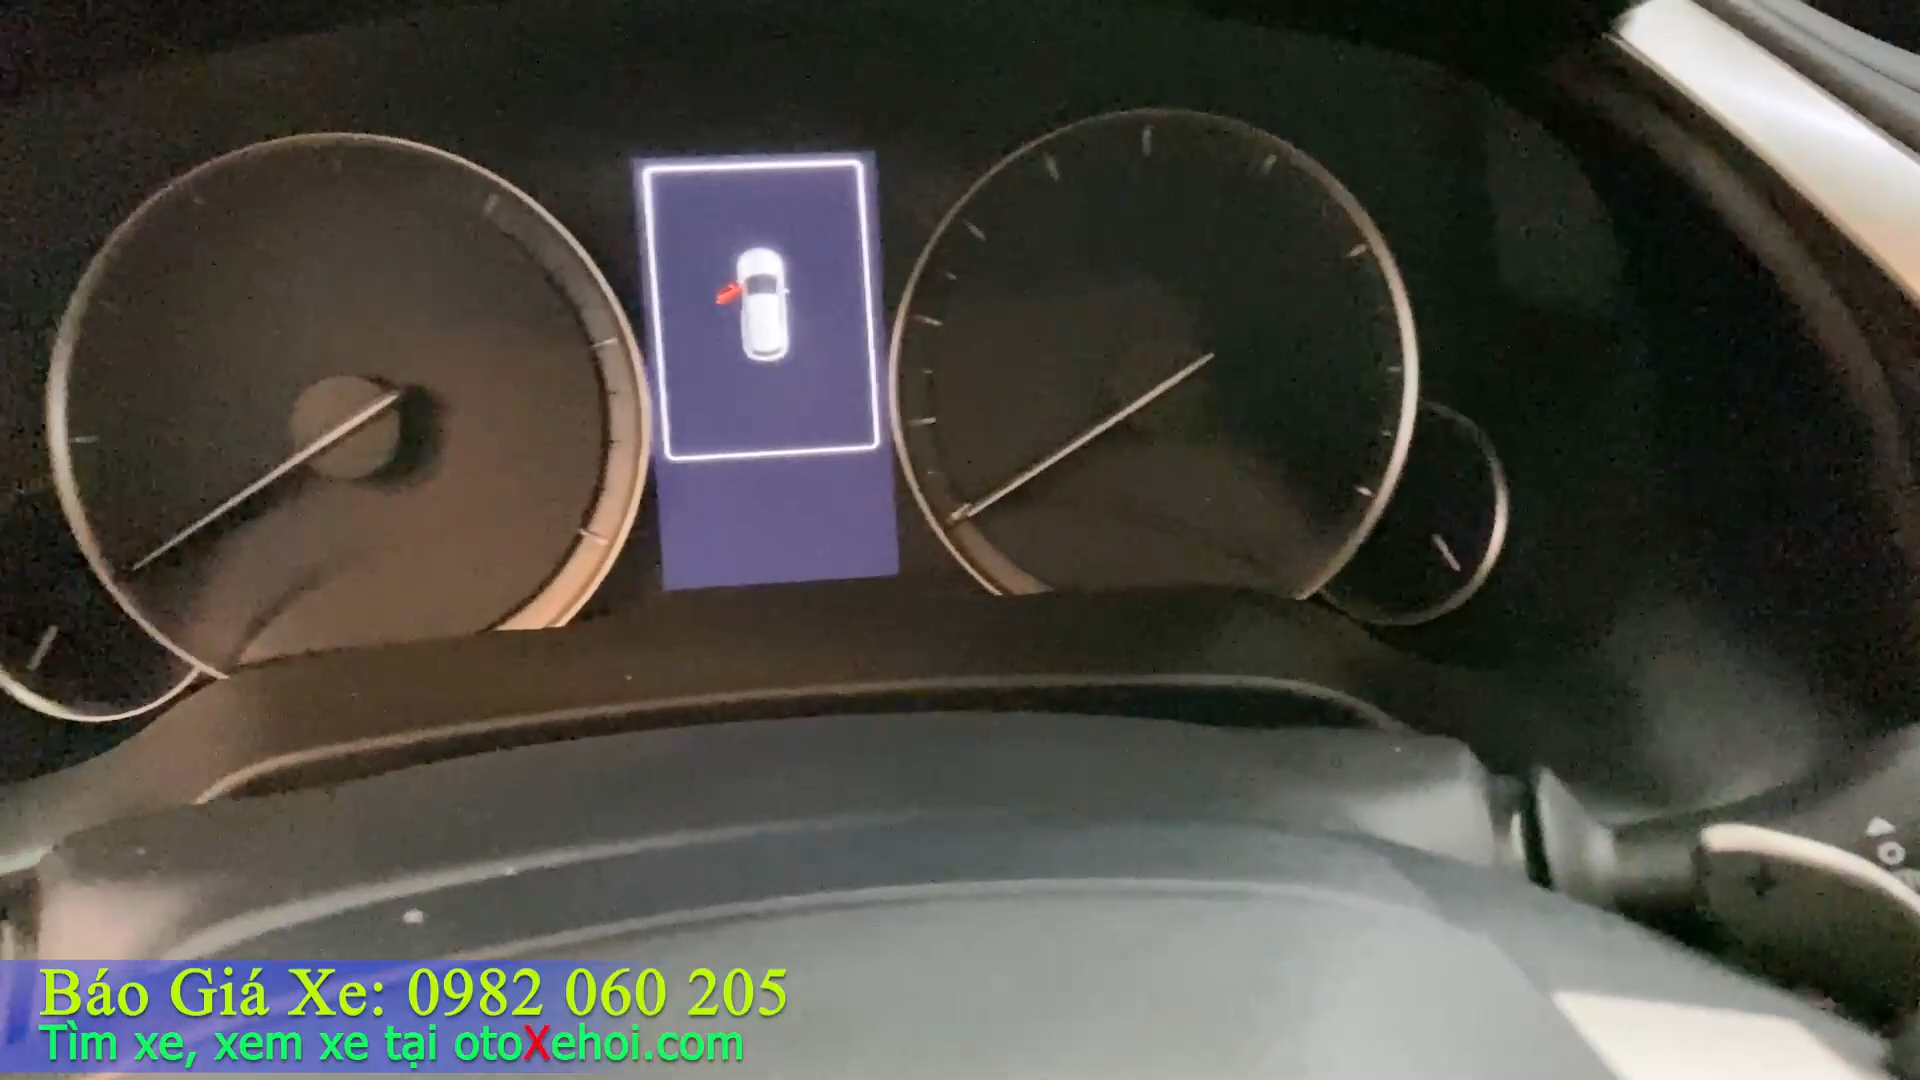 Báo Giá Xe: 0982 060 205
Tìm xe, xem xe tại otoXehoi.com